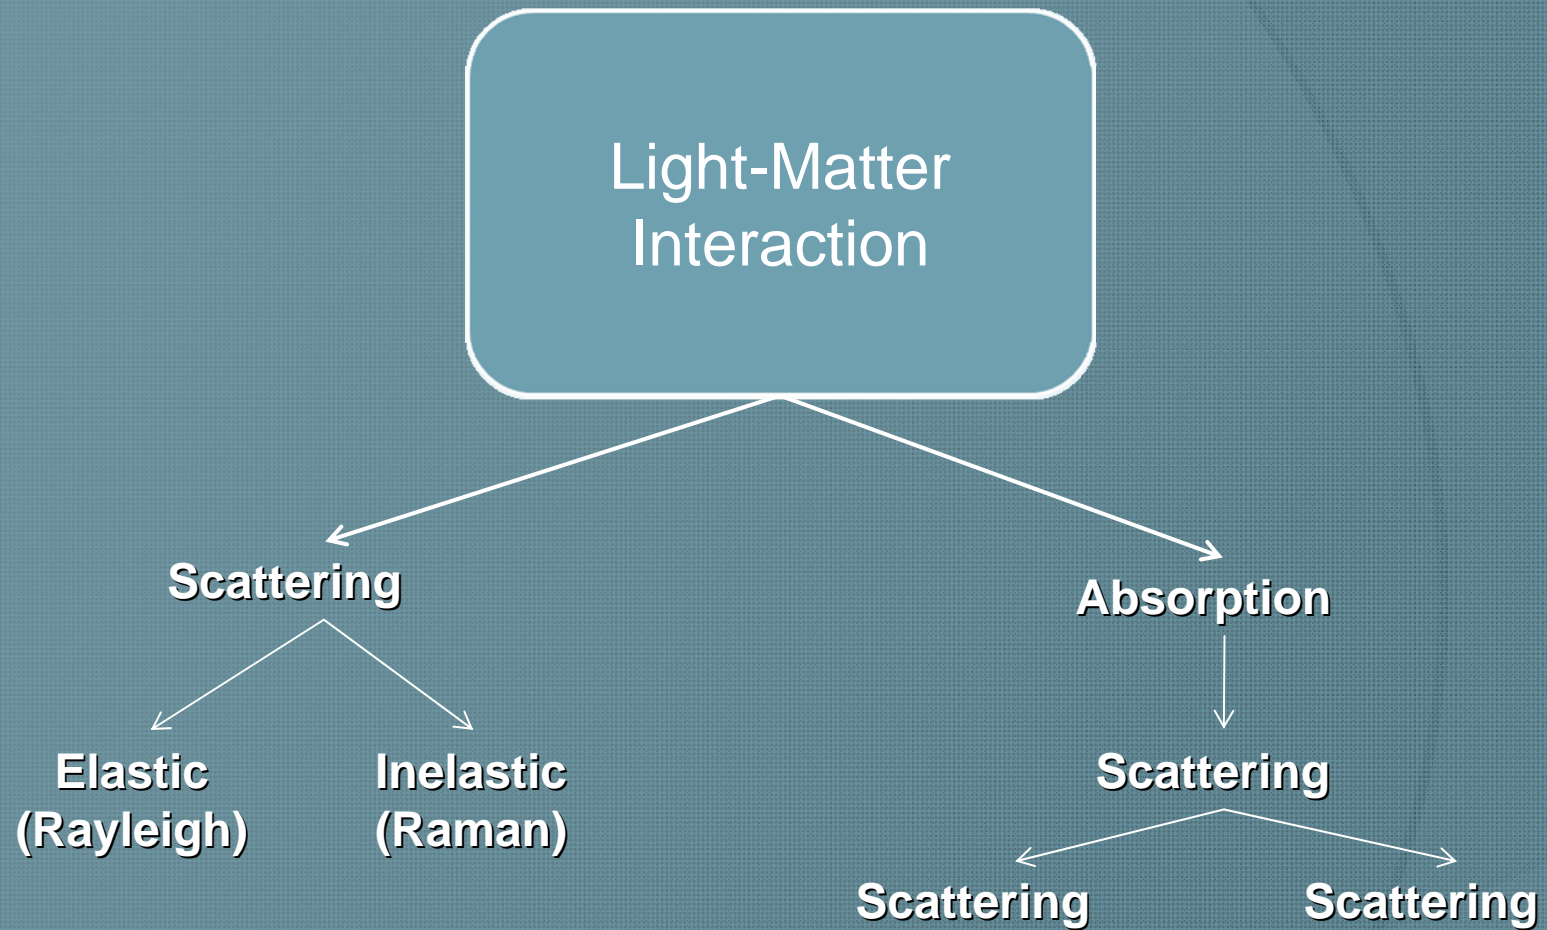 Light-Matter
Interaction
Scattering
Absorption
Elastic
(Rayleigh)
Inelastic
(Raman)
Scattering
Scattering
Scattering